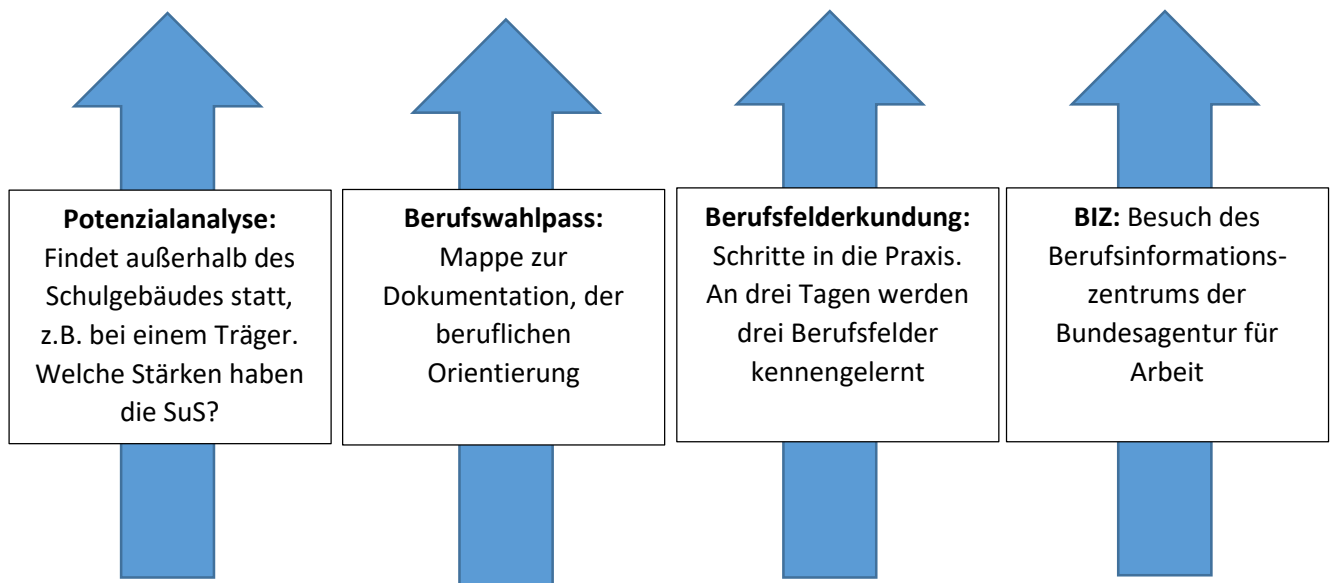 Potenzialanalyse:
Findet außerhalb des
Schulgebäudes statt,
z.B. bei einem Träger.
Welche Stärken haben
die SuS?
Berufswahlpass:
Mappe zur
Dokumentation, der
beruflichen
Orientierung
Berufsfelderkundung:
Schritte in die Praxis.
An drei Tagen werden
drei Berufsfelder
kennengelernt
BIZ: Besuch des
Berufsinformations-
zentrums der
Bundesagentur für
Arbeit